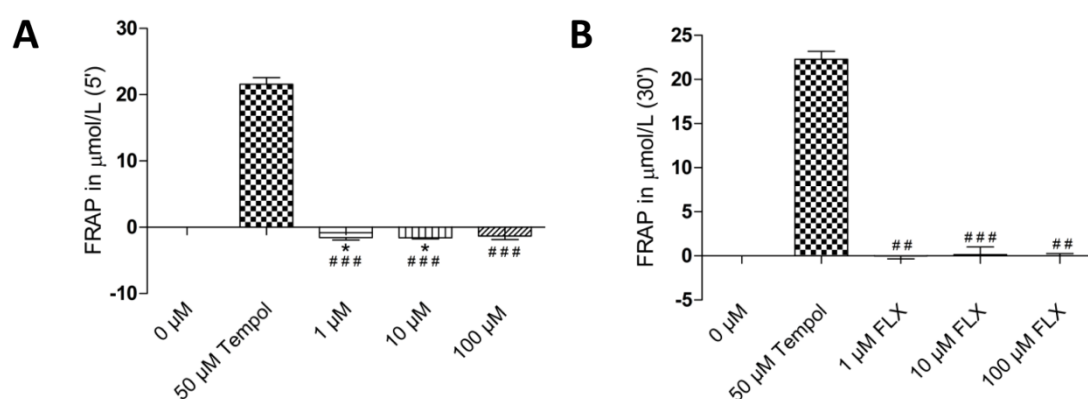 A
FRAP in µmol/L (5')
30
20
10
0
-10
*
###
*
###
###
0 µM
50 µM Tempol
1 µM
10 µM
100 µM
B
FRAP in µmol/L (30')
25
20
15
10
5
0
-5
##
###
##
0 µM
50 µM Tempol
1 µM FLX
10 µM FLX
100 µM FLX